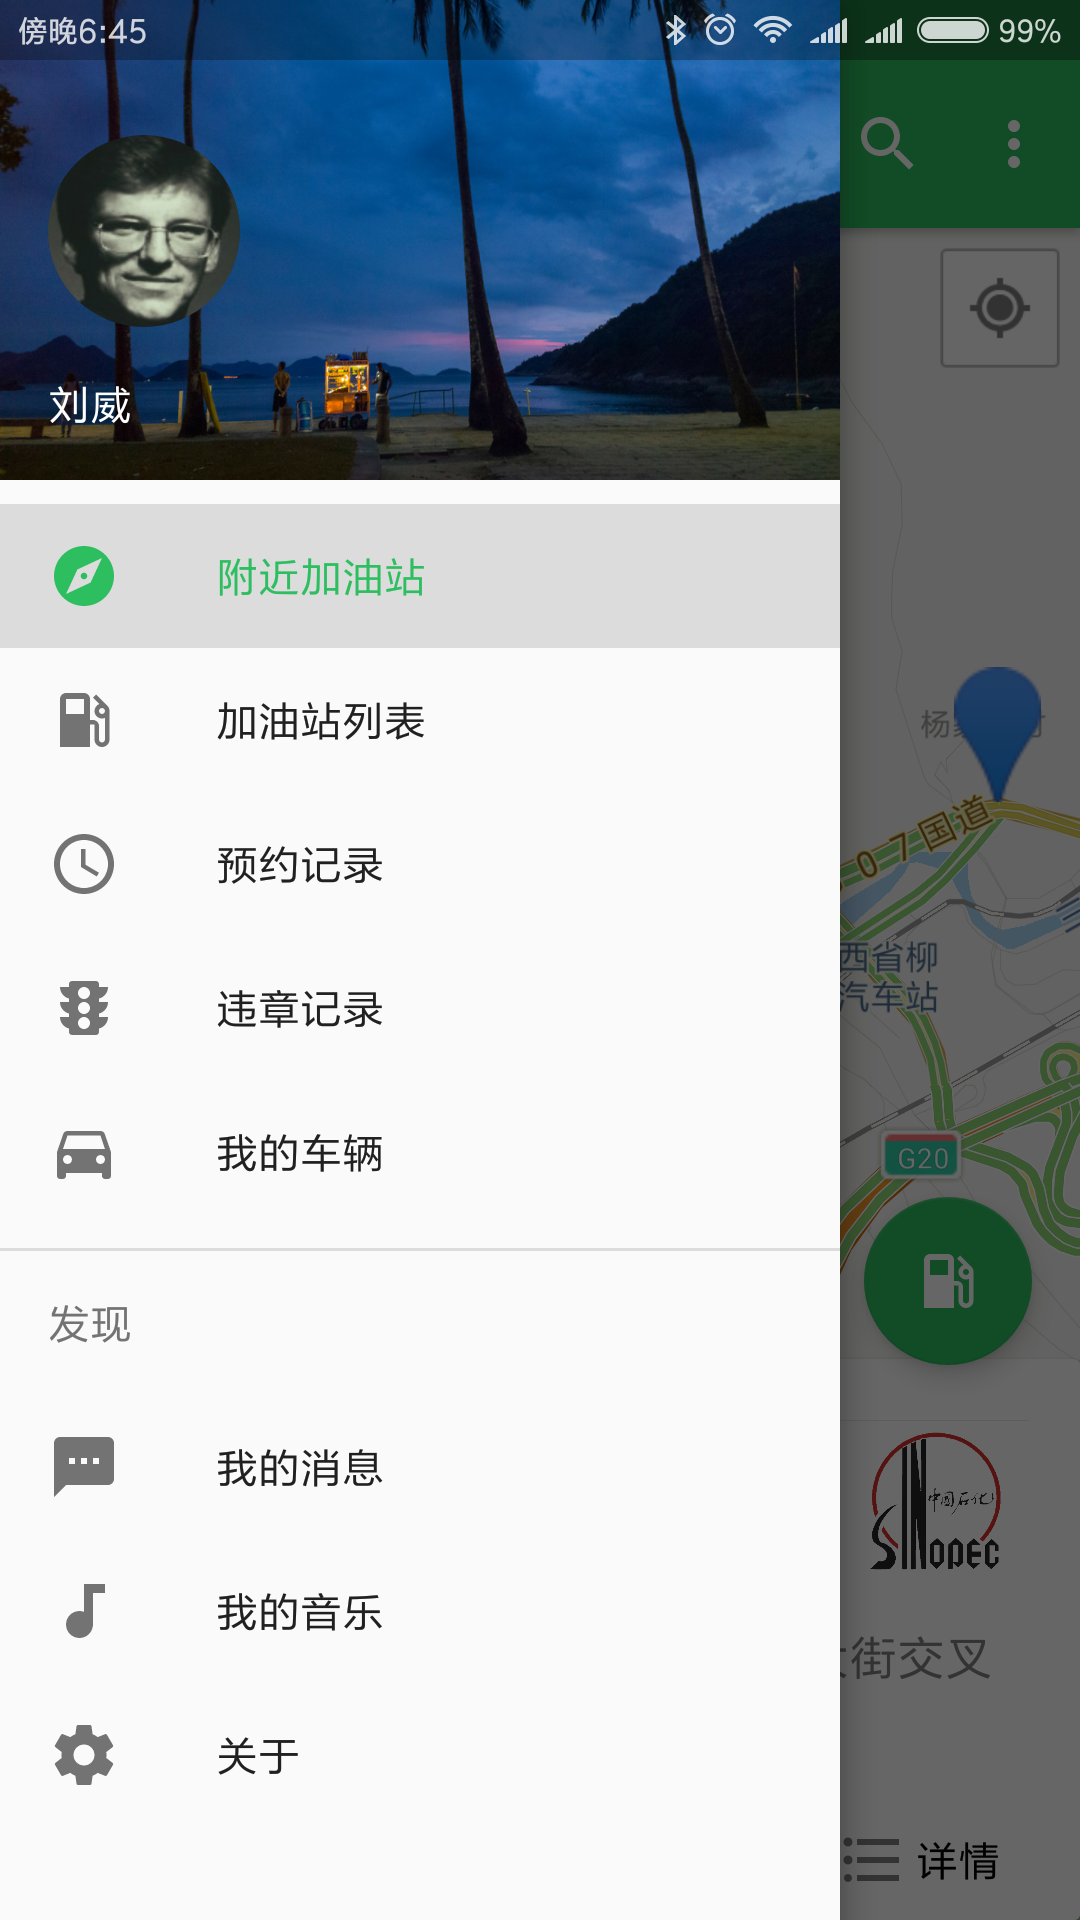 傍晚6:45
99%
刘威
附近加油站
加油站列表
预约记录
违章记录
我的车辆
发现
我的消息
我的音乐
关于
杨
07国道
西省柳
汽车站
G20
中国石化
SINOPEC
街交叉
详情